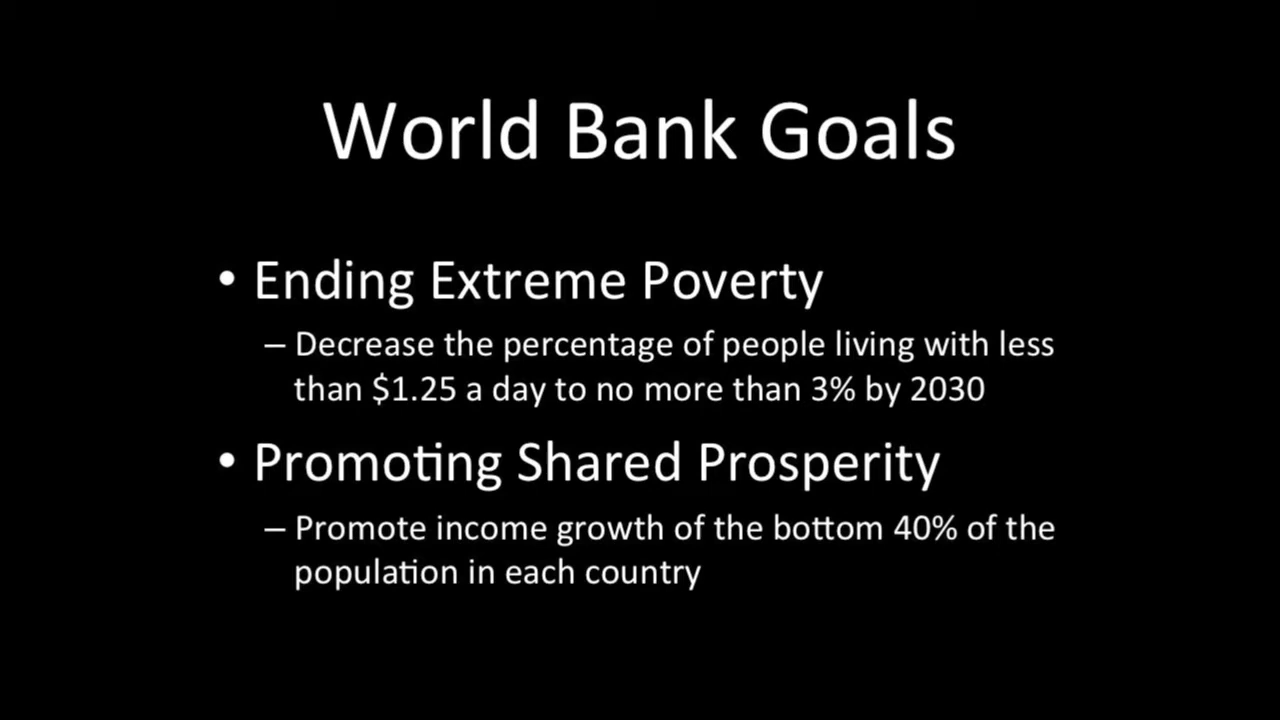 World Bank Goals
• Ending Extreme Poverty
– Decrease the percentage of people living with less
than $1.25 a day to no more than 3% by 2030
• Promoting Shared Prosperity
– Promote income growth of the bottom 40% of the
population in each country